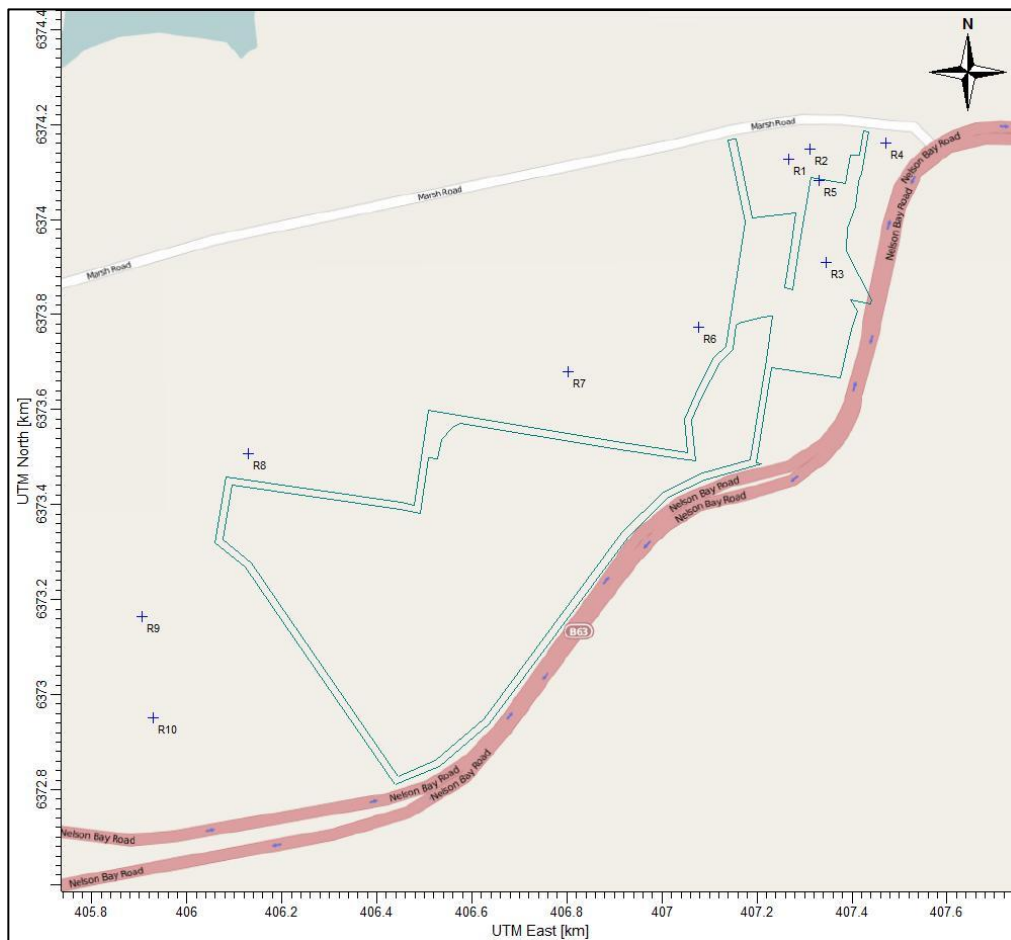 N
6374.4
6374.2
6374
6373.8
6373.6
6373.4
6373.2
6373
6372.8
UTM North [km]
Marsh Road
Marsh Road
Marsh Road
R1
R2
R4
R5
R3
R6
R7
R8
R9
R10
Nelson Bay Road
Nelson Bay Road
Nelson Bay Road
Nelson Bay Road
B63
Nelson Bay Road
Nelson Bay Road
Nelson Bay Road
Nelson Bay Road
405.8
406
406.2
406.4
406.6
406.8
407
407.2
407.4
407.6
UTM East [km]